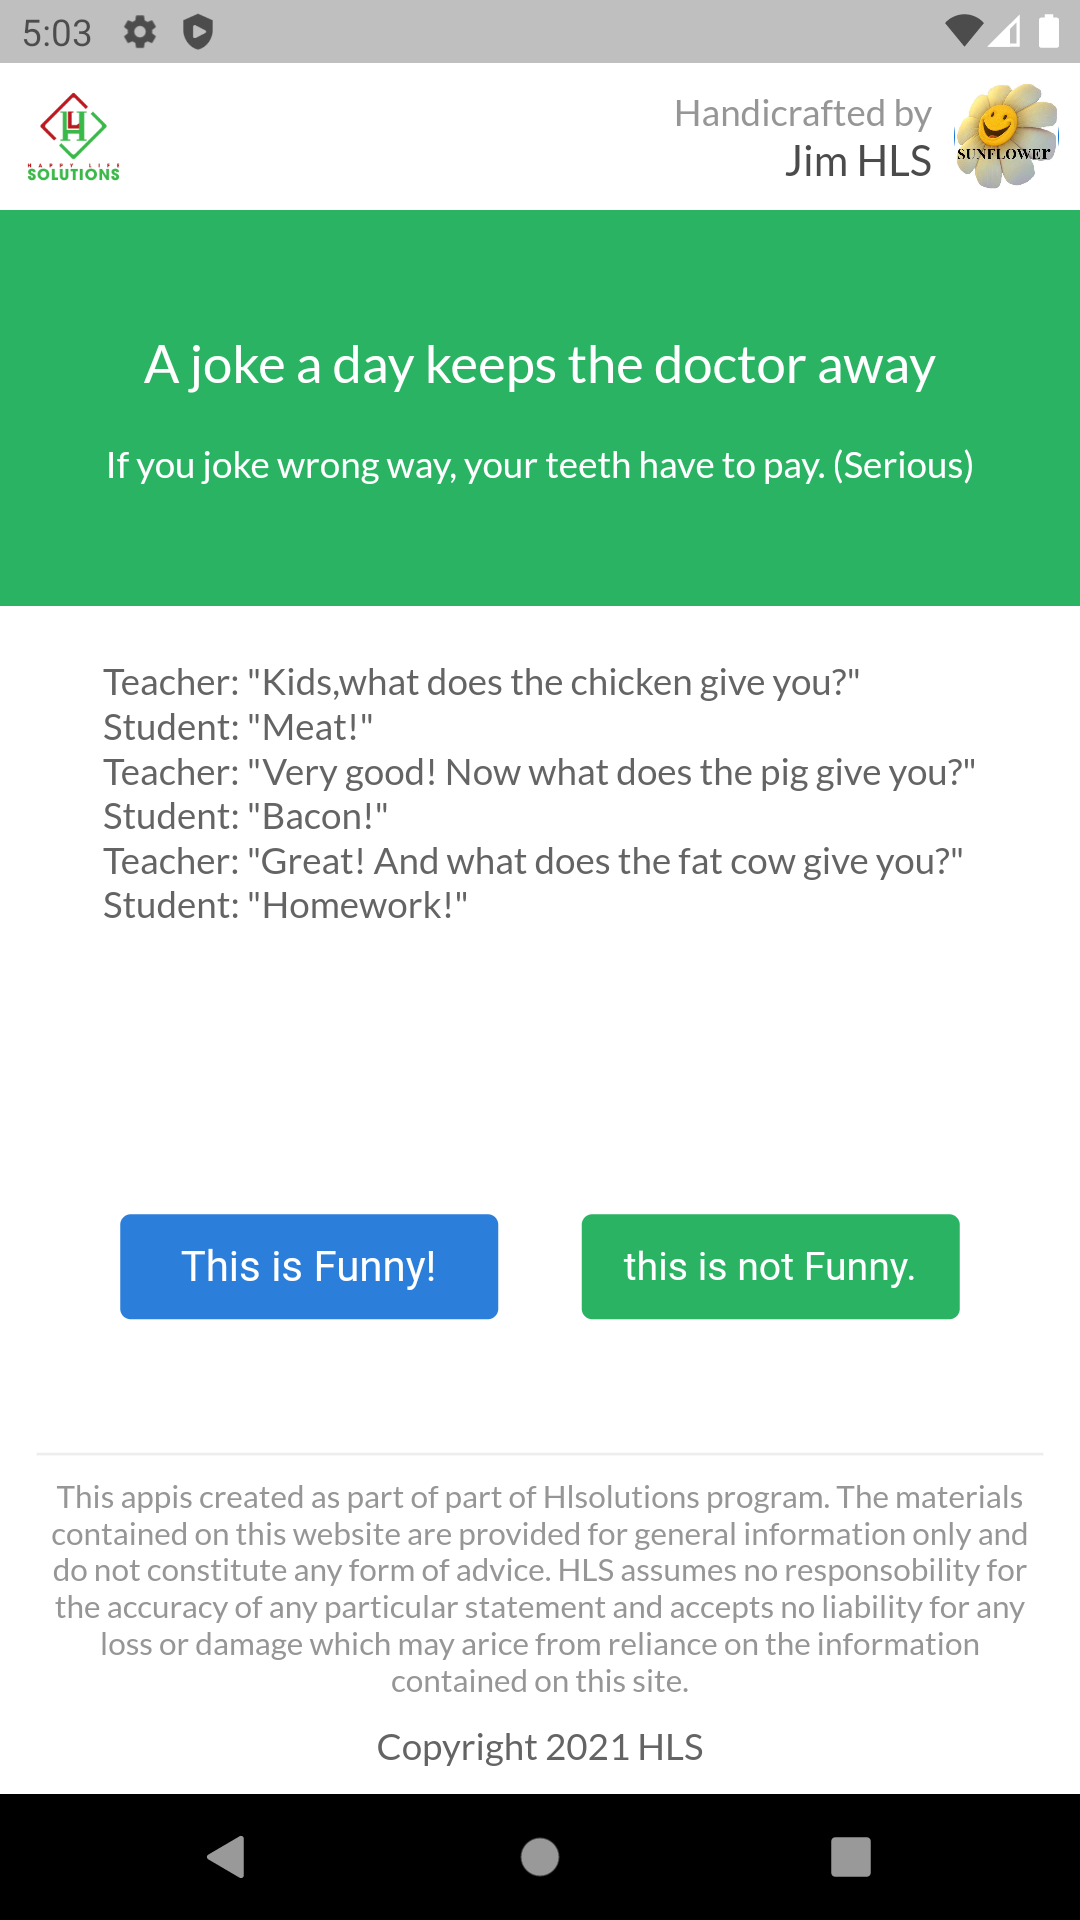 5:03
HAPPY LIFE
SOLUTIONS
Handicrafted by
Jim HLS
SUNFLOWEr
A joke a day keeps the doctor away
If you joke wrong way, your teeth have to pay. (Serious)
Teacher: "Kids,what does the chicken give you?"
Student: "Meat!"
Teacher: "Very good! Now what does the pig give you?"
Student: "Bacon!"
Teacher: "Great! And what does the fat cow give you?"
Student: "Homework!"
This is Funny!
this is not Funny.
This appis created as part of part of Hlsolutions program. The materials
contained on this website are provided for general information only and
do not constitute any form of advice. HLS assumes no responsobility for
the accuracy of any particular statement and accepts no liability for any
loss or damage which may arice from reliance on the information
contained on this site.
Copyright 2021 HLS